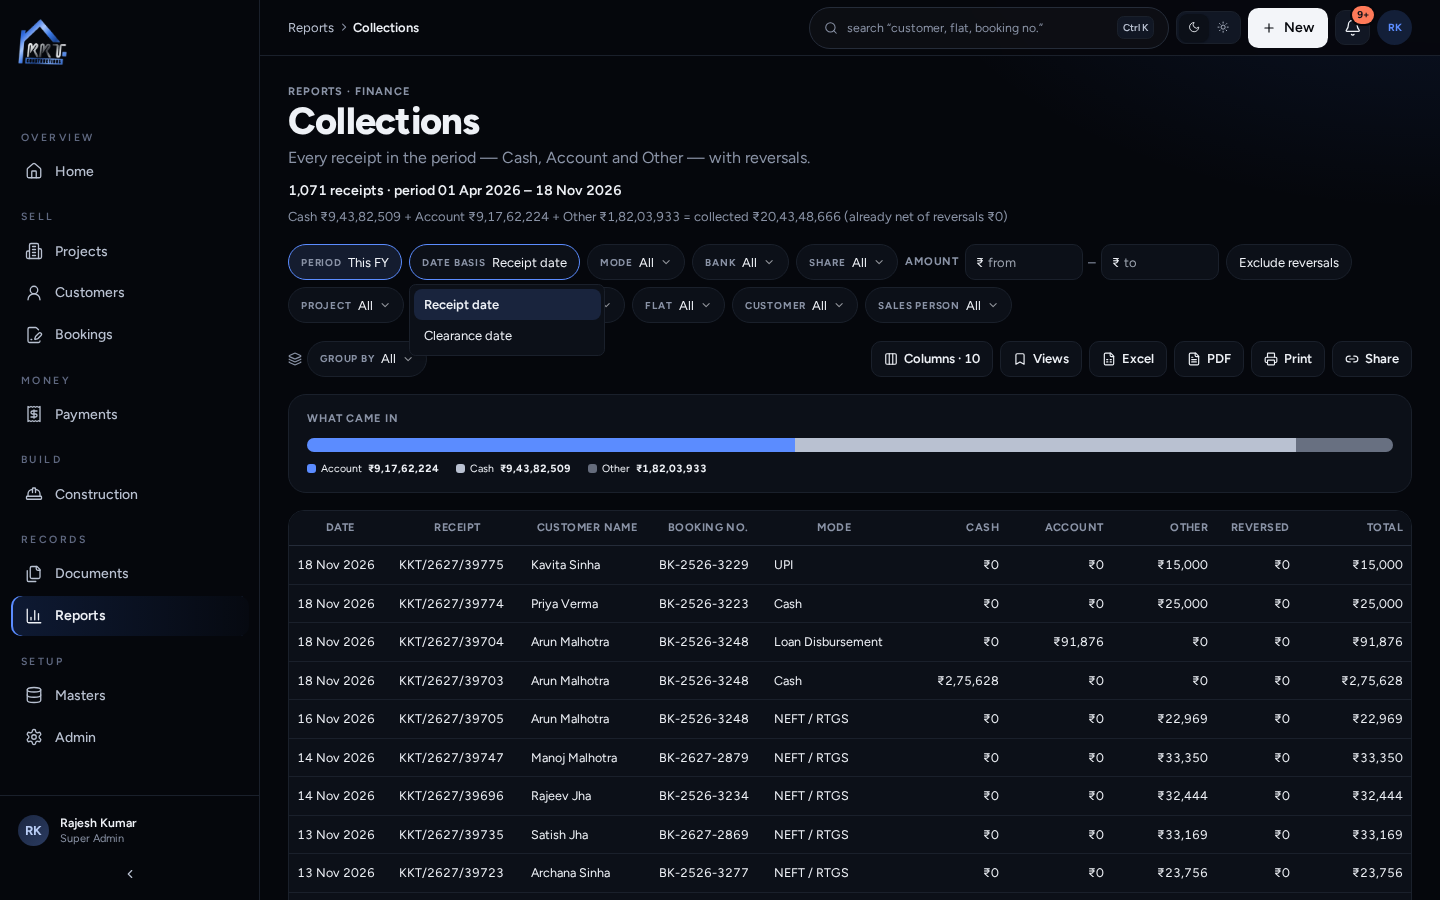 KKT
CONSTRUCTIONS
Reports > Collections
search “customer, flat, booking no.”
Ctrl K
+ New
9+
RK
OVERVIEW
Home
SELL
Projects
Customers
Bookings
MONEY
Payments
BUILD
Construction
RECORDS
Documents
Reports
SETUP
Masters
Admin
RK
Rajesh Kumar
Super Admin
REPORTS · FINANCE
Collections
Every receipt in the period — Cash, Account and Other — with reversals.
1,071 receipts · period 01 Apr 2026 – 18 Nov 2026
Cash ₹9,43,82,509 + Account ₹9,17,62,224 + Other ₹1,82,03,933 = collected ₹20,43,48,666 (already net of reversals ₹0)
PERIOD This FY DATE BASIS Receipt date MODE All BANK All SHARE All AMOUNT ₹ from – ₹ to Exclude reversals
PROJECT All FLAT All CUSTOMER All SALES PERSON All
Receipt date
Clearance date
GROUP BY All
Columns · 10 Views Excel PDF Print Share
WHAT CAME IN
Account ₹9,17,62,224 Cash ₹9,43,82,509 Other ₹1,82,03,933
DATE RECEIPT CUSTOMER NAME BOOKING NO. MODE CASH ACCOUNT OTHER REVERSED TOTAL
18 Nov 2026 KKT/2627/39775 Kavita Sinha BK-2526-3229 UPI ₹0 ₹0 ₹15,000 ₹0 ₹15,000
18 Nov 2026 KKT/2627/39774 Priya Verma BK-2526-3223 Cash ₹0 ₹0 ₹25,000 ₹0 ₹25,000
18 Nov 2026 KKT/2627/39704 Arun Malhotra BK-2526-3248 Loan Disbursement ₹0 ₹91,876 ₹0 ₹0 ₹91,876
18 Nov 2026 KKT/2627/39703 Arun Malhotra BK-2526-3248 Cash ₹2,75,628 ₹0 ₹0 ₹0 ₹2,75,628
16 Nov 2026 KKT/2627/39705 Arun Malhotra BK-2526-3248 NEFT / RTGS ₹0 ₹0 ₹22,969 ₹0 ₹22,969
14 Nov 2026 KKT/2627/39747 Manoj Malhotra BK-2627-2879 NEFT / RTGS ₹0 ₹0 ₹33,350 ₹0 ₹33,350
14 Nov 2026 KKT/2627/39696 Rajeev Jha BK-2526-3234 NEFT / RTGS ₹0 ₹0 ₹32,444 ₹0 ₹32,444
13 Nov 2026 KKT/2627/39735 Satish Jha BK-2627-2869 NEFT / RTGS ₹0 ₹0 ₹33,169 ₹0 ₹33,169
13 Nov 2026 KKT/2627/39723 Archana Sinha BK-2526-3277 NEFT / RTGS ₹0 ₹0 ₹23,756 ₹0 ₹23,756